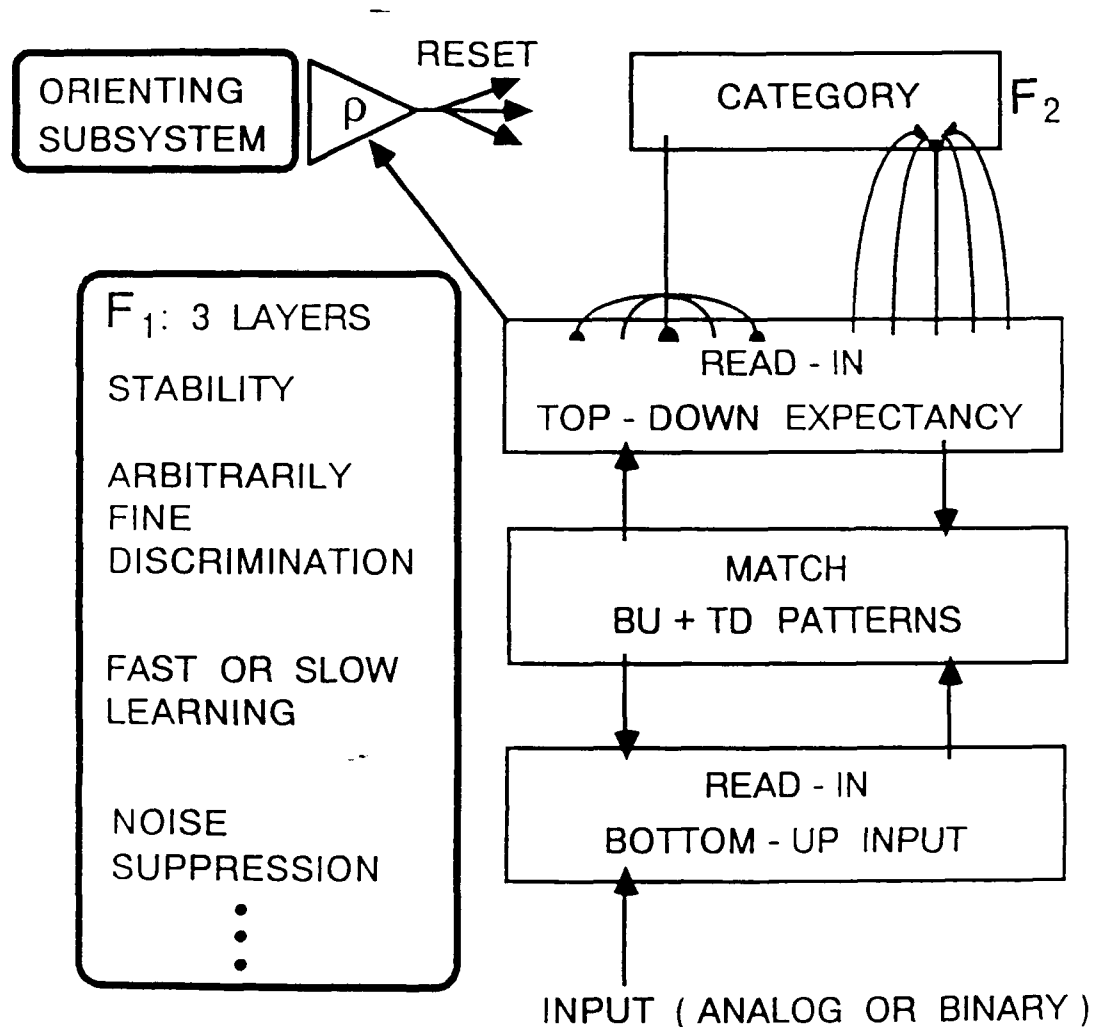 ORIENTING
SUBSYSTEM
ρ
RESET
CATEGORY
F₂
F₁: 3 LAYERS
STABILITY
ARBITRARILY
FINE
DISCRIMINATION
FAST OR SLOW
LEARNING
NOISE
SUPPRESSION
READ - IN
TOP - DOWN EXPECTANCY
MATCH
BU + TD PATTERNS
READ - IN
BOTTOM - UP INPUT
INPUT ( ANALOG OR BINARY )